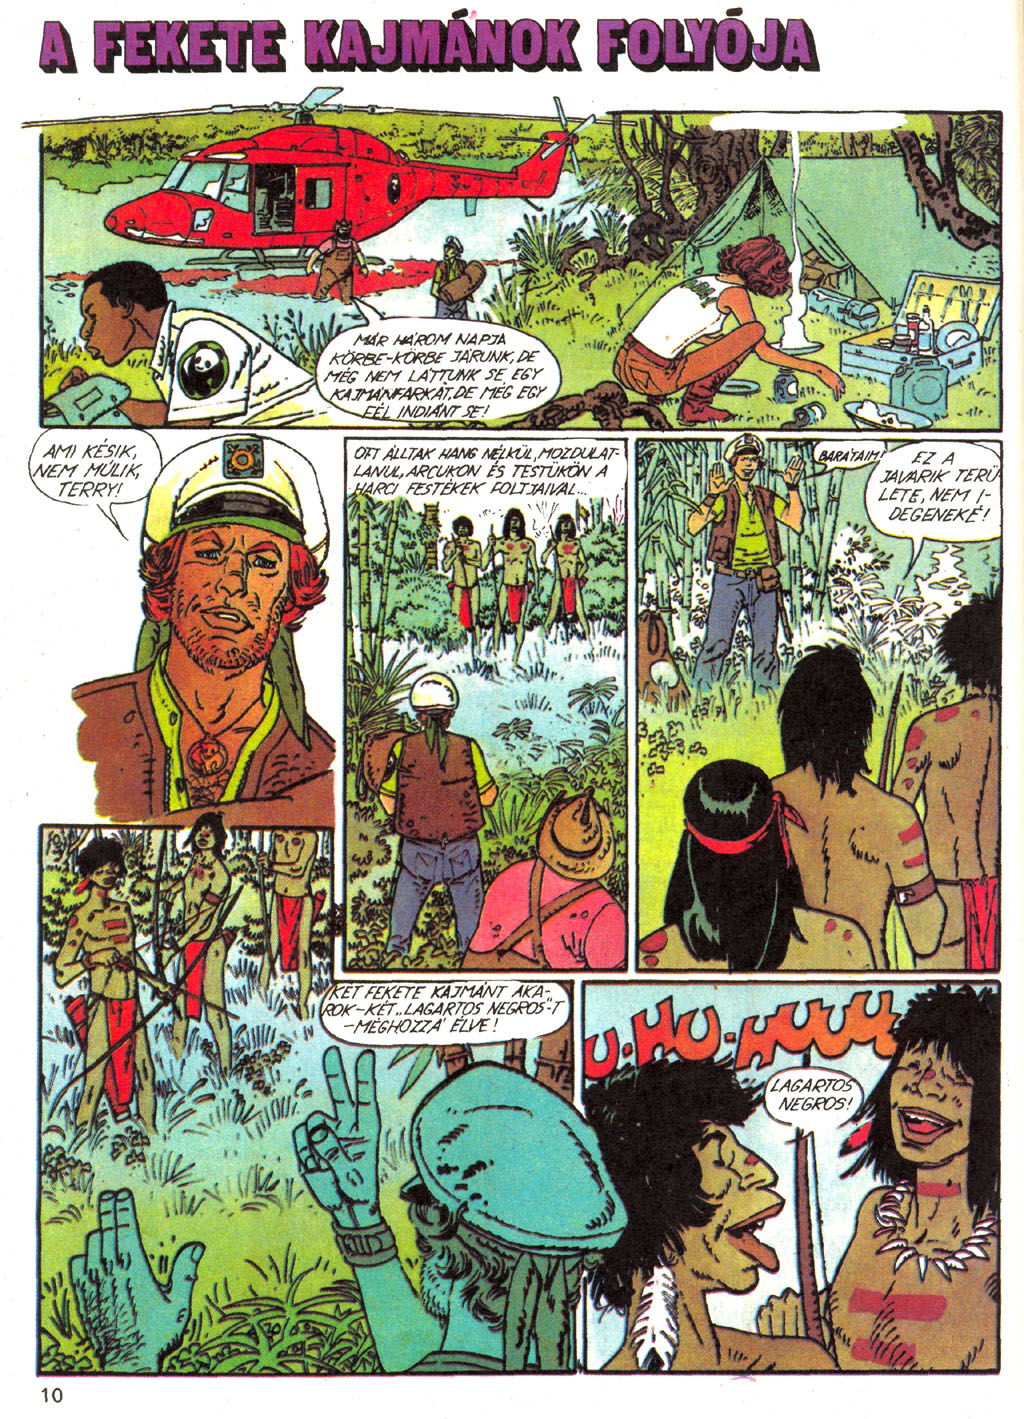 A FEKETE KAJMÁNOK FOLYÓJA
MÁR HÁROM NAPJA
KÖRBE-KÖRBE JÁRUNK, DE
MÉG NEM LÁTTUNK SE EGY
KAJMÁNFARKAT, DE MÉG EGY
FÉL INDIÁNT SE!
AMI KÉSIK,
NEM MÚLIK,
TERRY!
OTT ÁLLTAK HANG NÉLKÜL, MOZDULAT-
LANUL, ARCUKON ÉS TESTÜKÖN A
HARCI FESTÉKEK FOLTJAIVAL...
BARÁTAIM!
EZ A
JAVARIK TERÜ-
LETE, NEM I-
DEGENEKÉ!
KÉT FEKETE KAJMÁNT AKA-
ROK-KÉT „LAGARTOS NEGROS"-T
-MÉGHOZZÁ ÉLVE!
U-HU-HUUU
LAGARTOS
NEGROS!
10